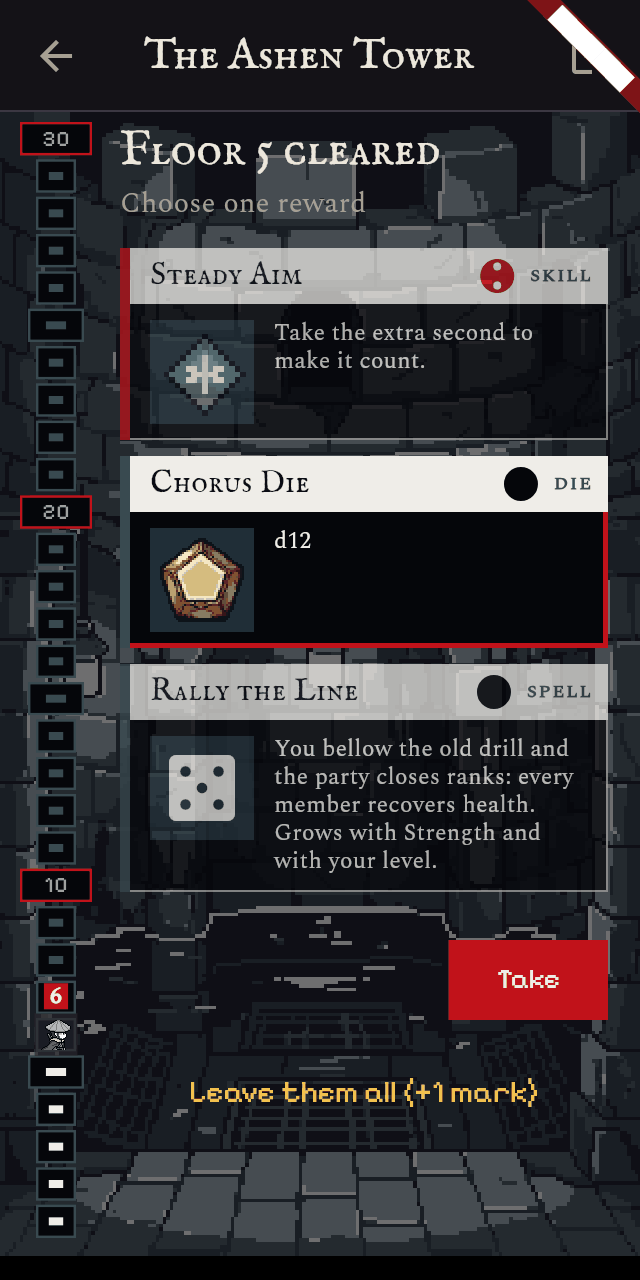 The Ashen Tower
30
Floor 5 cleared
Choose one reward
Steady Aim
SKILL
Take the extra second to
make it count.
20
Chorus Die
DIE
d12
Rally the Line
SPELL
You bellow the old drill and
the party closes ranks: every
member recovers health.
Grows with Strength and
with your level.
10
6
Take
Leave them all (+1 mark)